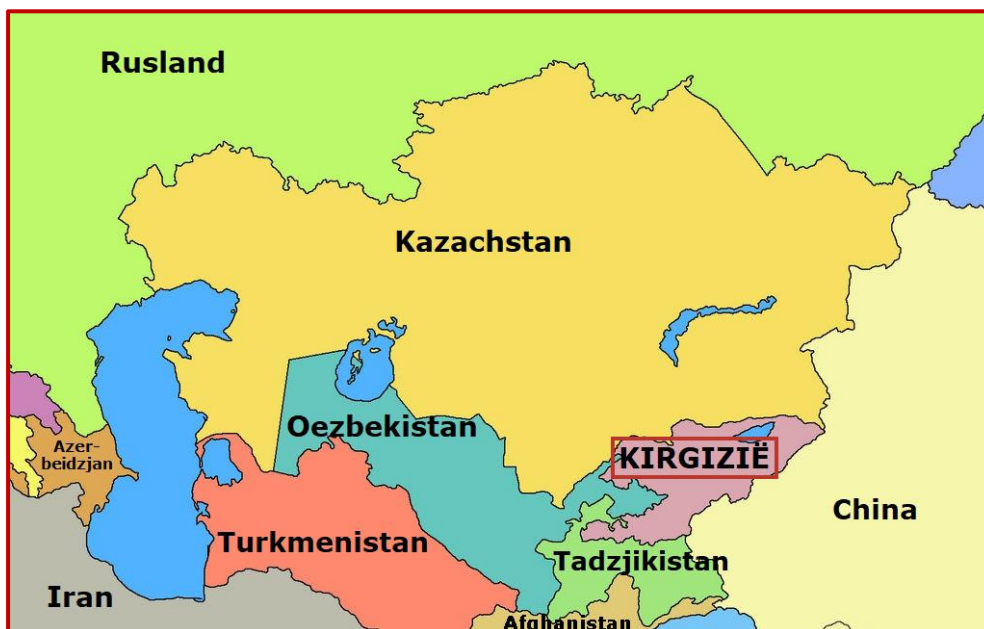 Rusland
Kazachstan
Oezbekistan
KIRGIZIË
Azer-
beidzjan
China
Turkmenistan
Tadzjikistan
Iran
Afghanistan